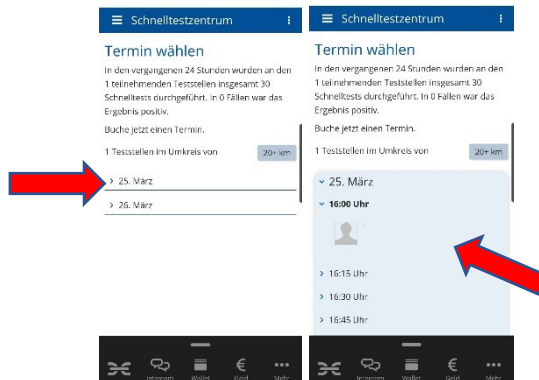 Schnelltestzentrum
Termin wählen
In den vergangenen 24 Stunden wurden an den
1 teilnehmenden Teststellen insgesamt 30
Schnelltests durchgeführt. In 0 Fällen war das
Ergebnis positiv.
Buche jetzt einen Termin.
1 Teststellen im Umkreis von
20+ km
25. März
26. März
Intercom
Wallet
Geld
Mehr
Schnelltestzentrum
Termin wählen
In den vergangenen 24 Stunden wurden an den
1 teilnehmenden Teststellen insgesamt 30
Schnelltests durchgeführt. In 0 Fällen war das
Ergebnis positiv.
Buche jetzt einen Termin.
1 Teststellen im Umkreis von
20+ km
25. März
16:00 Uhr
16:15 Uhr
16:30 Uhr
16:45 Uhr
Intercom
Wallet
Geld
Mehr